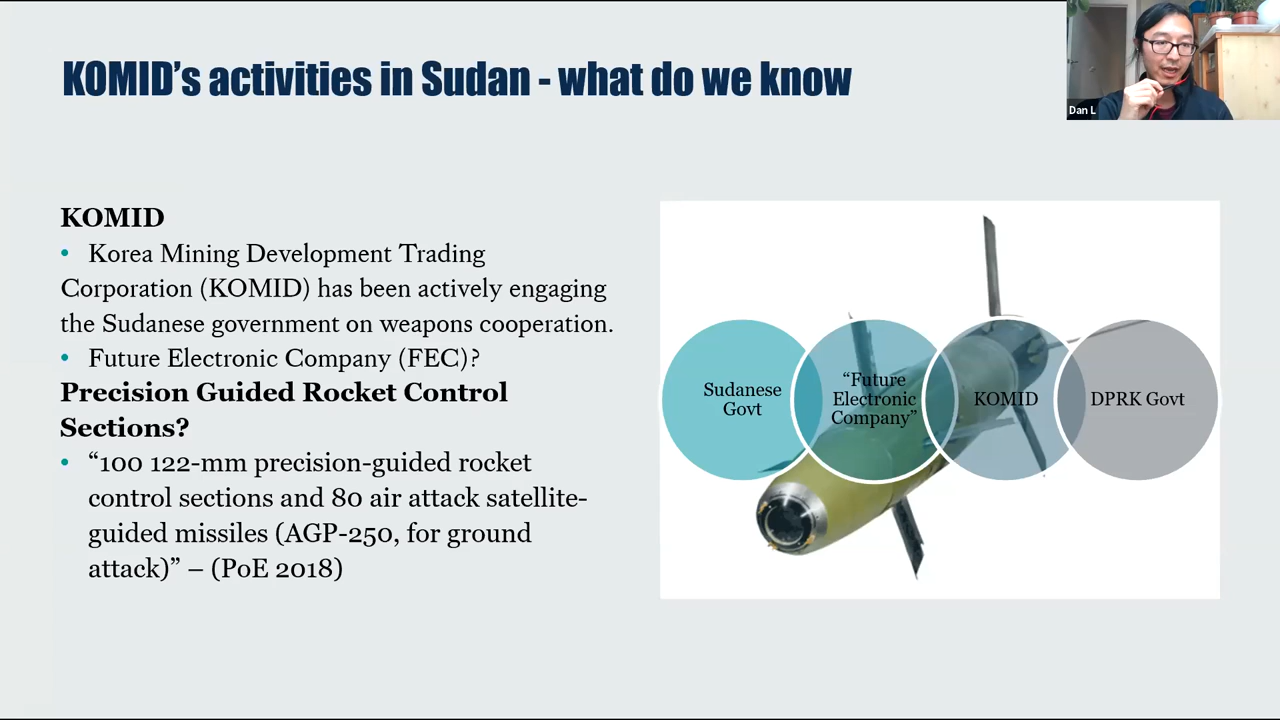 KOMID’s activities in Sudan - what do we know
Dan L
KOMID
• Korea Mining Development Trading
Corporation (KOMID) has been actively engaging
the Sudanese government on weapons cooperation.
• Future Electronic Company (FEC)?
Precision Guided Rocket Control
Sections?
• “100 122-mm precision-guided rocket
control sections and 80 air attack satellite-
guided missiles (AGP-250, for ground
attack)” – (PoE 2018)
Sudanese
Govt
“Future
Electronic
Company”
KOMID
DPRK Govt